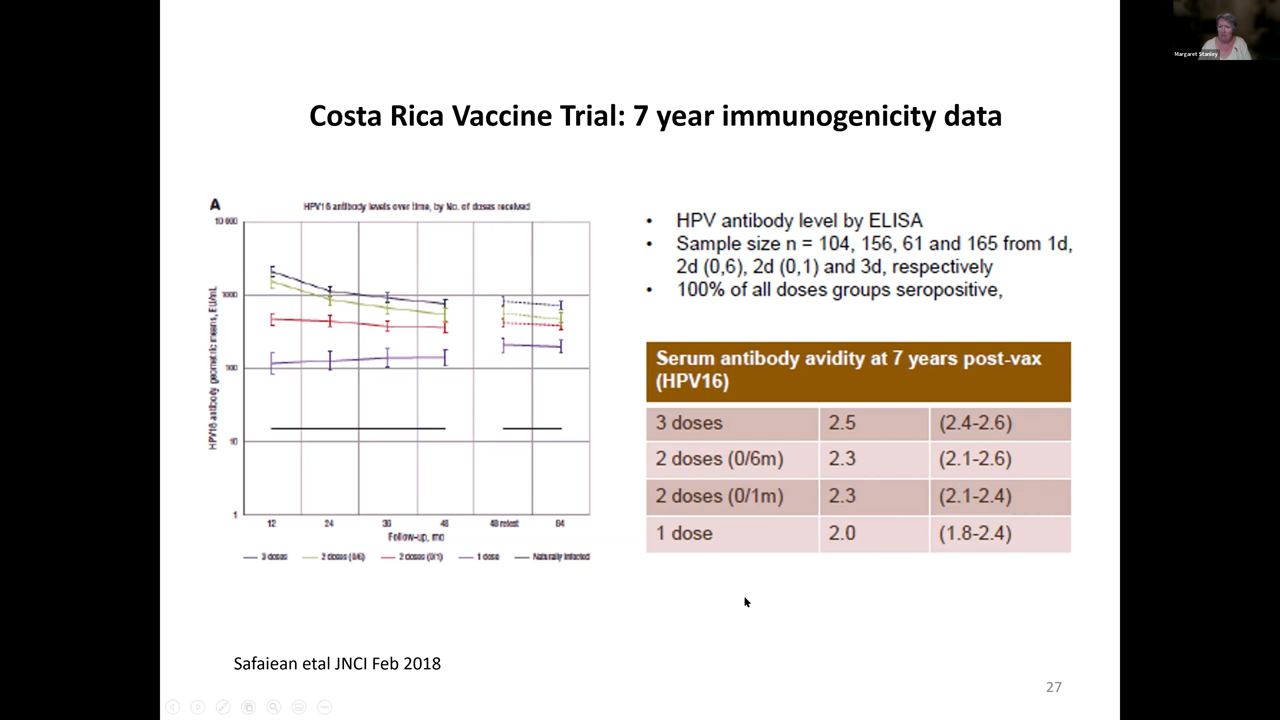 Margaret Stanley
Costa Rica Vaccine Trial: 7 year immunogenicity data
A
HPV16 antibody levels over time, by No. of doses received
HPV16 antibody geometric means, EU/mL
10 000
1000
100
10
1
12 24 36 48 48 retest 84
Follow-up, mo
3 doses 2 doses (0/6) 2 doses (0/1) 1 dose Naturally infected
• HPV antibody level by ELISA
• Sample size n = 104, 156, 61 and 165 from 1d,
2d (0,6), 2d (0,1) and 3d, respectively
• 100% of all doses groups seropositive,
Serum antibody avidity at 7 years post-vax
(HPV16)
3 doses 2.5 (2.4-2.6)
2 doses (0/6m) 2.3 (2.1-2.6)
2 doses (0/1m) 2.3 (2.1-2.4)
1 dose 2.0 (1.8-2.4)
Safaiean etal JNCI Feb 2018
27